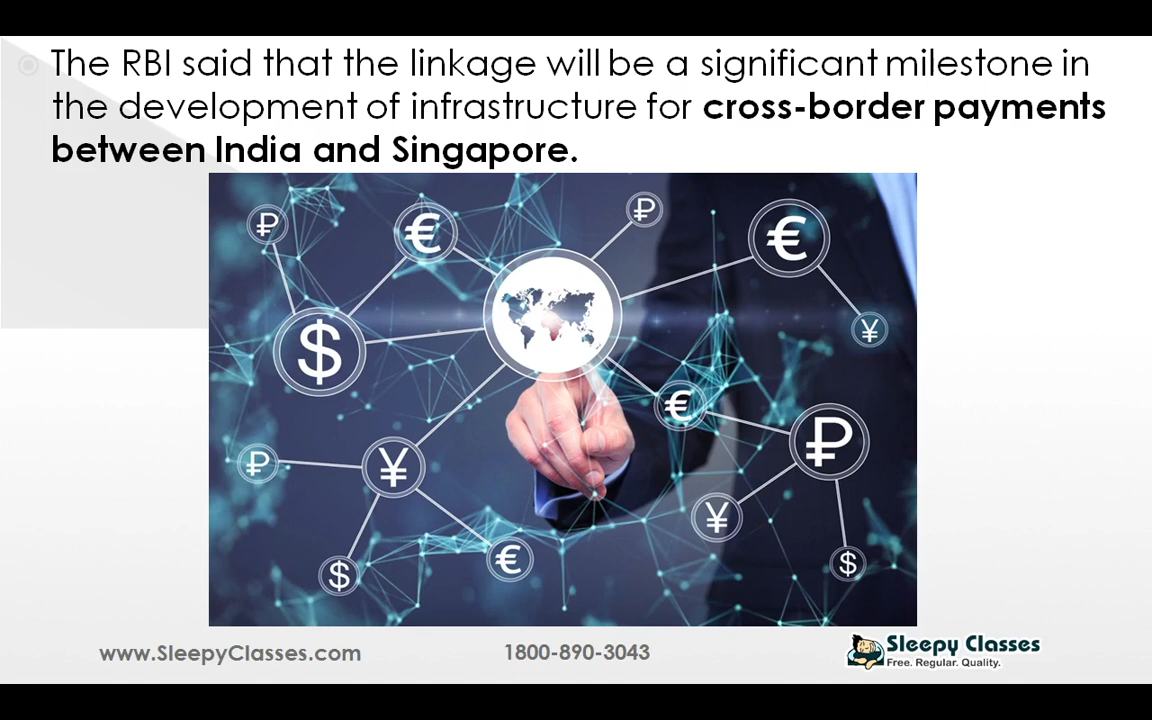 The RBI said that the linkage will be a significant milestone in
the development of infrastructure for cross-border payments
between India and Singapore.
₽
€
₽
€
$
¥
€
₽
₽
¥
¥
$
€
$
www.SleepyClasses.com
1800-890-3043
Sleepy Classes
Free. Regular. Quality.